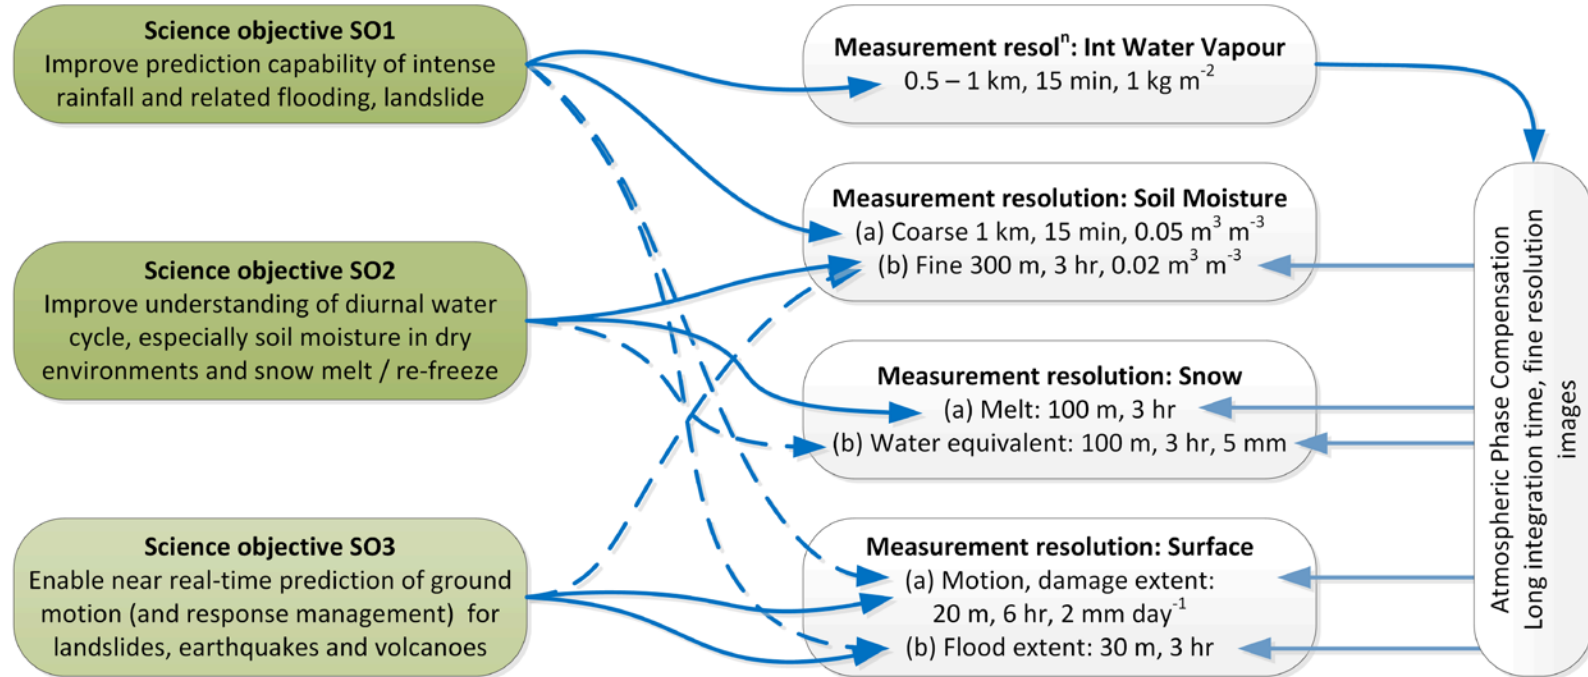 Science objective SO1
Improve prediction capability of intense
rainfall and related flooding, landslide
Science objective SO2
Improve understanding of diurnal water
cycle, especially soil moisture in dry
environments and snow melt / re-freeze
Science objective SO3
Enable near real-time prediction of ground
motion (and response management) for
landslides, earthquakes and volcanoes
Measurement resolⁿ: Int Water Vapour
0.5 – 1 km, 15 min, 1 kg m⁻²
Measurement resolution: Soil Moisture
(a) Coarse 1 km, 15 min, 0.05 m³ m⁻³
(b) Fine 300 m, 3 hr, 0.02 m³ m⁻³
Measurement resolution: Snow
(a) Melt: 100 m, 3 hr
(b) Water equivalent: 100 m, 3 hr, 5 mm
Measurement resolution: Surface
(a) Motion, damage extent:
20 m, 6 hr, 2 mm day⁻¹
(b) Flood extent: 30 m, 3 hr
Atmospheric Phase Compensation
Long integration time, fine resolution
images